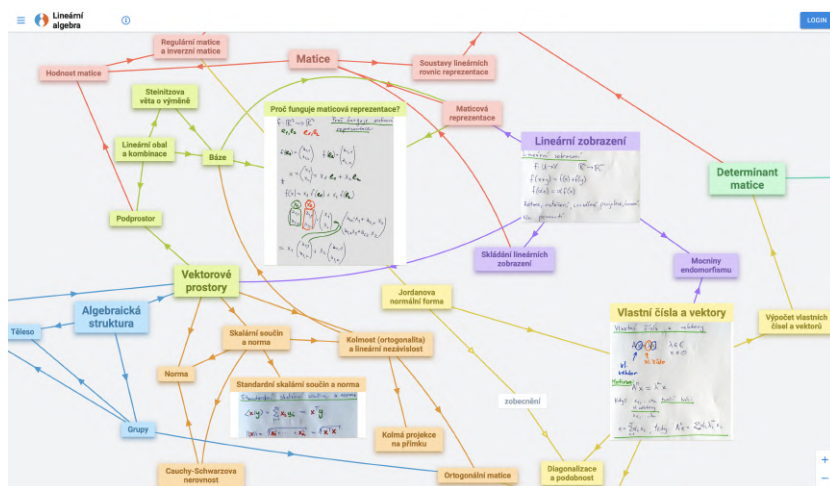 Lineární
algebra
LOGIN
Regulární matice
a inverzní matice
Matice
Soustavy lineárních
rovnic reprezentace
Hodnost matice
Steinitzova
věta o výměně
Proč funguje maticová reprezentace?
Maticová
reprezentace
Lineární obal
a kombinace
Báze
Lineární zobrazení
Determinant
matice
Podprostor
Skládání lineárních
zobrazení
Mocniny
endomorfismu
Vektorové
prostory
Jordanova
normální forma
Algebraická
struktura
Vlastní čísla a vektory
Výpočet vlastních
čísel a vektorů
Těleso
Skalární součin
a norma
Kolmost (ortogonalita)
a lineární nezávislost
Norma
Standardní skalární součin a norma
zobecnění
Grupy
Kolmá projekce
na přímku
Cauchy-Schwarzova
nerovnost
Ortogonální matice
Diagonalizace
a podobnost
+
−